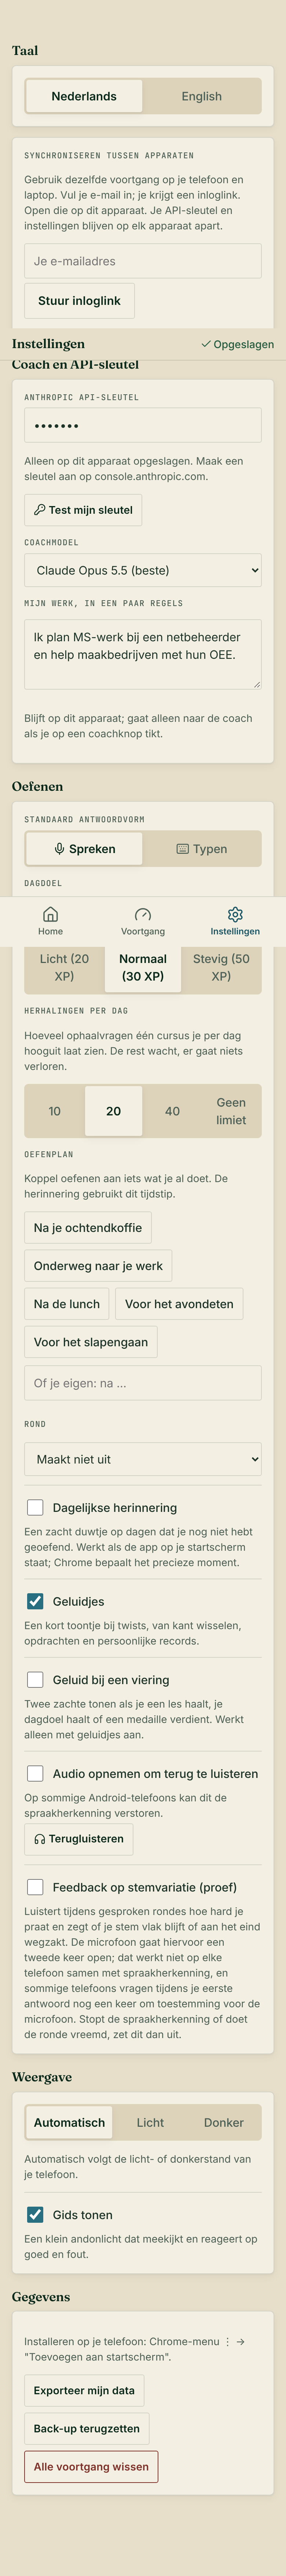 Taal
Nederlands
English
SYNCHRONISEREN TUSSEN APPARATEN
Gebruik dezelfde voortgang op je telefoon en
laptop. Vul je e-mail in; je krijgt een inloglink.
Open die op dit apparaat. Je API-sleutel en
instellingen blijven op elk apparaat apart.
Je e-mailadres
Stuur inloglink
Instellingen
Opgeslagen
Coach en API-sleutel
ANTHROPIC API-SLEUTEL
•••••••
Alleen op dit apparaat opgeslagen. Maak een
sleutel aan op console.anthropic.com.
Test mijn sleutel
COACHMODEL
Claude Opus 5.5 (beste)
MIJN WERK, IN EEN PAAR REGELS
Ik plan MS-werk bij een netbeheerder
en help maakbedrijven met hun OEE.
Blijft op dit apparaat; gaat alleen naar de coach
als je op een coachknop tikt.
Oefenen
STANDAARD ANTWOORDVORM
Spreken
Typen
DAGDOEL
Home
Voortgang
Instellingen
Licht (20
XP)
Normaal
(30 XP)
Stevig (50
XP)
HERHALINGEN PER DAG
Hoeveel ophaalvragen één cursus je per dag
hooguit laat zien. De rest wacht, er gaat niets
verloren.
10
20
40
Geen
limiet
OEFENPLAN
Koppel oefenen aan iets wat je al doet. De
herinnering gebruikt dit tijdstip.
Na je ochtendkoffie
Onderweg naar je werk
Na de lunch
Voor het avondeten
Voor het slapengaan
Of je eigen: na ...
ROND
Maakt niet uit
Dagelijkse herinnering
Een zacht duwtje op dagen dat je nog niet hebt
geoefend. Werkt als de app op je startscherm
staat; Chrome bepaalt het precieze moment.
Geluidjes
Een kort toontje bij twists, van kant wisselen,
opdrachten en persoonlijke records.
Geluid bij een viering
Twee zachte tonen als je een les haalt, je
dagdoel haalt of een medaille verdient. Werkt
alleen met geluidjes aan.
Audio opnemen om terug te luisteren
Op sommige Android-telefoons kan dit de
spraakherkenning verstoren.
Terugluisteren
Feedback op stemvariatie (proef)
Luistert tijdens gesproken rondes hoe hard je
praat en zegt of je stem vlak blijft of aan het eind
wegzakt. De microfoon gaat hiervoor een
tweede keer open; dat werkt niet op elke
telefoon samen met spraakherkenning, en
sommige telefoons vragen tijdens je eerste
antwoord nog een keer om toestemming voor de
microfoon. Stopt de spraakherkenning of doet
de ronde vreemd, zet dit dan uit.
Weergave
Automatisch
Licht
Donker
Automatisch volgt de licht- of donkerstand van
je telefoon.
Gids tonen
Een klein andonlicht dat meekijkt en reageert op
goed en fout.
Gegevens
Installeren op je telefoon: Chrome-menu ⋮ →
"Toevoegen aan startscherm".
Exporteer mijn data
Back-up terugzetten
Alle voortgang wissen